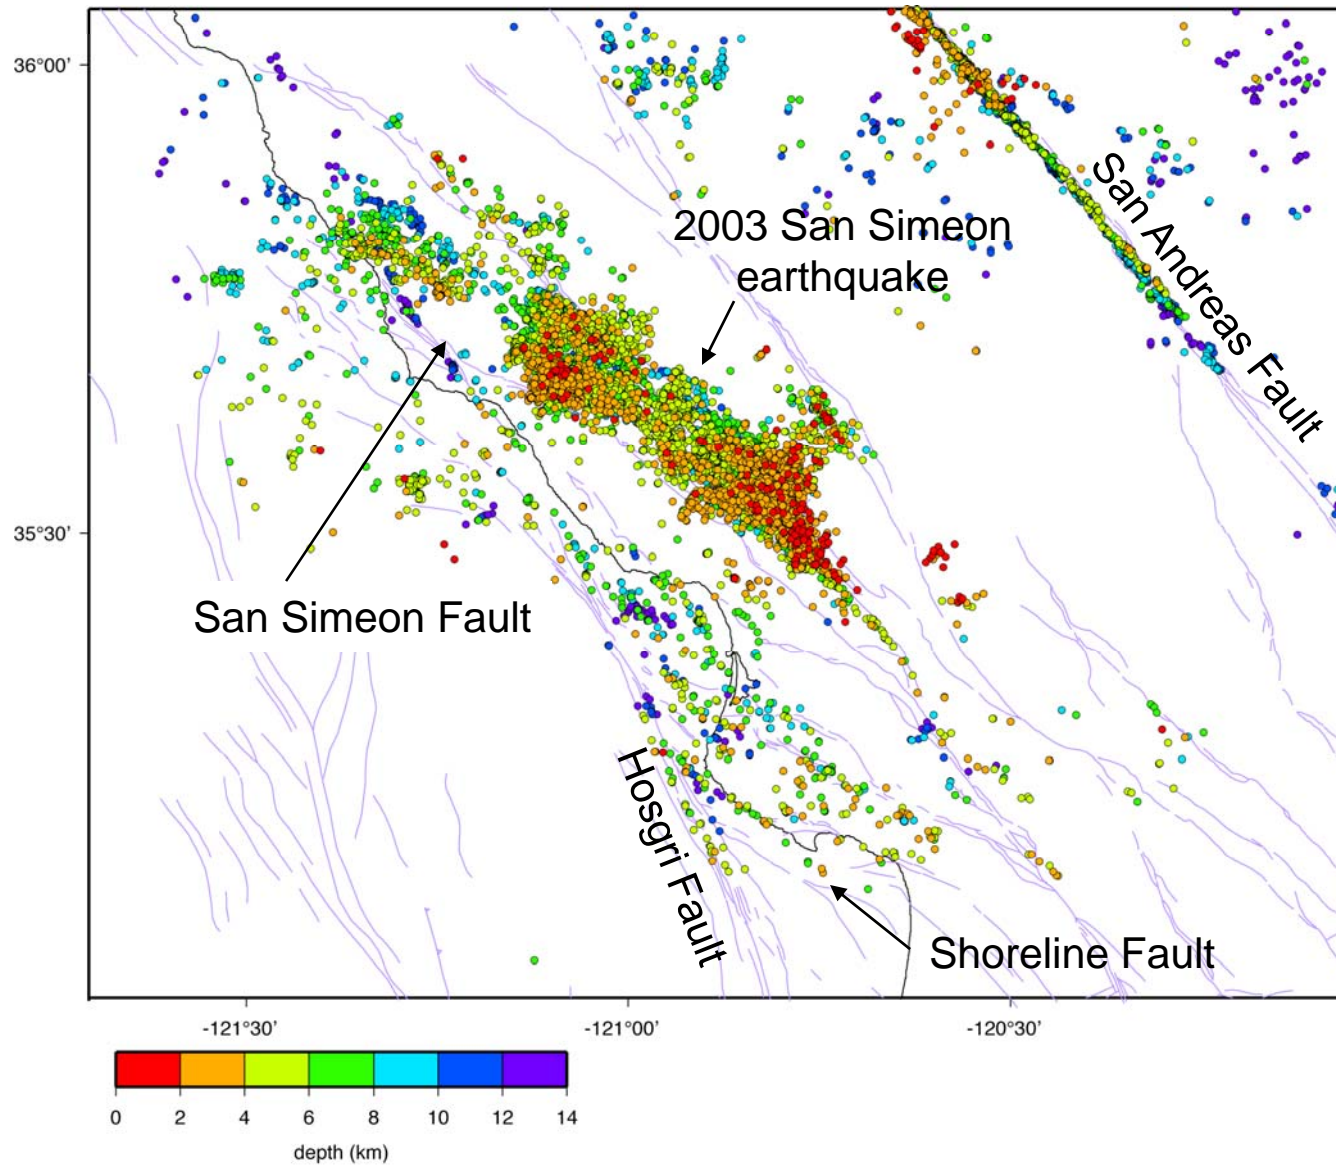 36°00'
San Andreas Fault
2003 San Simeon
earthquake
35°30'
San Simeon Fault
Hosgri Fault
Shoreline Fault
-121°30'
-121°00'
-120°30'
0
2
4
6
8
10
12
14
depth (km)